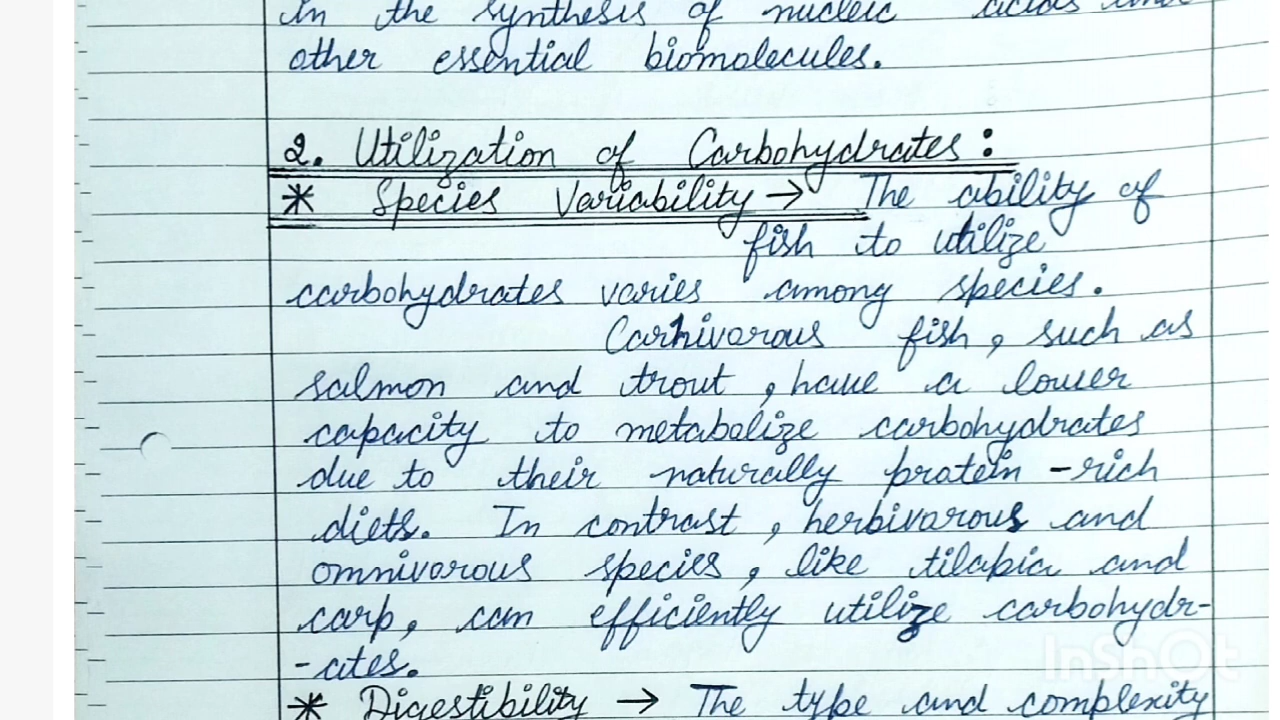 in the synthesis of nucleic acids and
other essential biomolecules.
2. Utilization of Carbohydrates:
* Species Variability → The ability of
fish to utilize
carbohydrates varies among species.
Carnivorous fish, such as
salmon and trout, have a lower
capacity to metabolize carbohydrates
due to their naturally protein-rich
diets. In contrast, herbivorous and
omnivorous species, like tilapia and
carp, can efficiently utilize carbohydr-
-ates.
InShOt
* Digestibility → The type and complexity